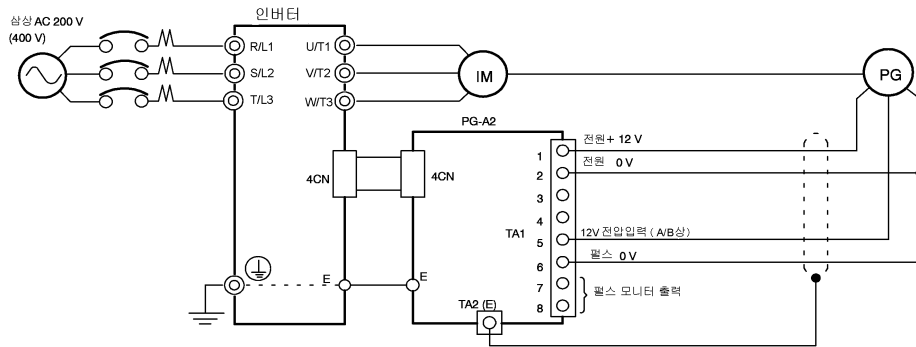 인버터
삼상 AC 200 V
(400 V)
R/L1
U/T1
S/L2
V/T2
T/L3
W/T3
IM
PG
PG-A2
4CN
4CN
1
전원+ 12 V
2
전원 0 V
3
4
TA1
5
12V 전압입력 ( A/B상)
6
펄스 0 V
7
8
펄스 모니터 출력
E
E
TA2 (E)